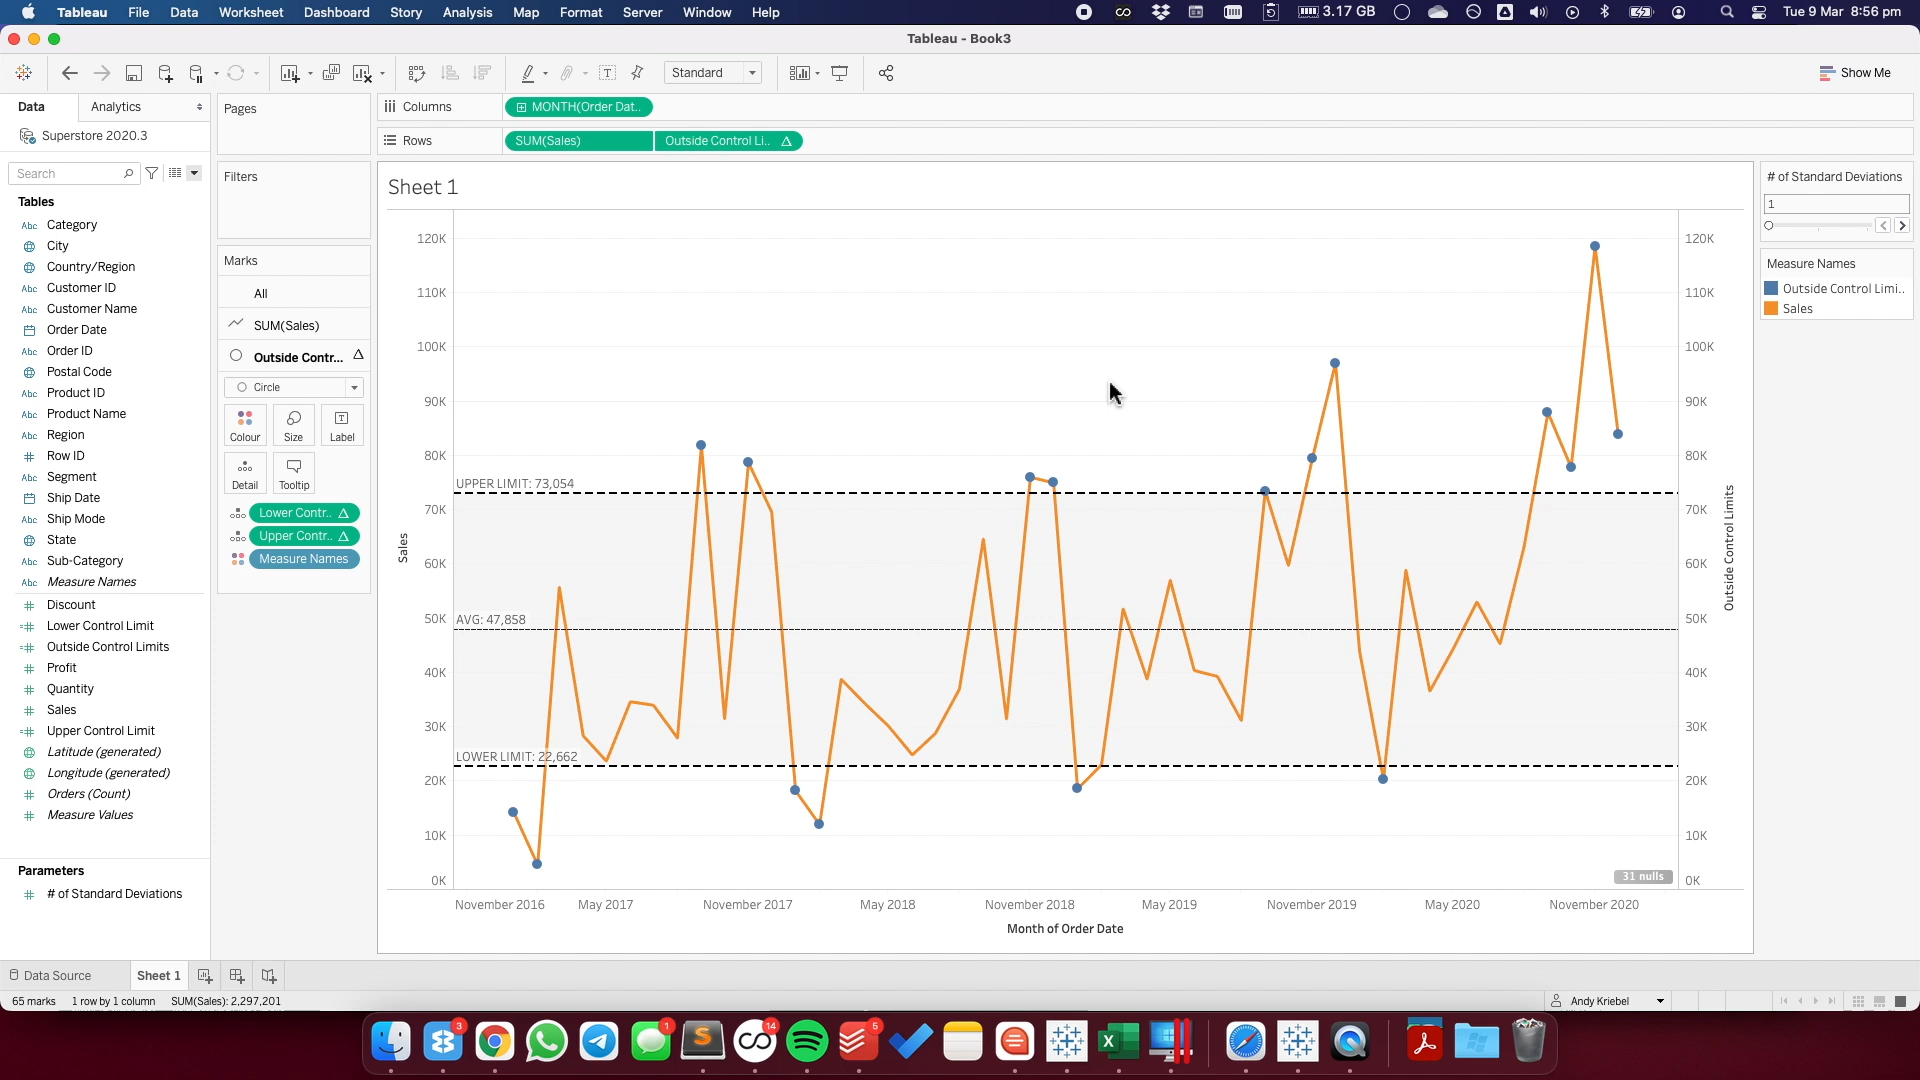 Tableau File Data Worksheet Dashboard Story Analysis Map Format Server Window Help 3.17 GB Tue 9 Mar 8:56 pm
Tableau - Book3
Standard Show Me
Data Analytics
Superstore 2020.3
Search
Tables
Abc Category
City
Country/Region
Abc Customer ID
Abc Customer Name
Order Date
Abc Order ID
Postal Code
Abc Product ID
Abc Product Name
Abc Region
Row ID
Abc Segment
Ship Date
Abc Ship Mode
State
Abc Sub-Category
Abc Measure Names
Discount
Lower Control Limit
Outside Control Limits
Profit
Quantity
Sales
Upper Control Limit
Latitude (generated)
Longitude (generated)
Orders (Count)
Measure Values
Parameters
# of Standard Deviations
Pages
Filters
Marks
All
SUM(Sales)
Outside Contr...
Circle
Colour Size Label
Detail Tooltip
Lower Contr..
Upper Contr..
Measure Names
Columns MONTH(Order Dat..
Rows SUM(Sales) Outside Control Li..
Sheet 1
120K
110K
100K
90K
80K
70K
60K
50K
40K
30K
20K
10K
0K
Sales
UPPER LIMIT: 73,054
AVG: 47,858
LOWER LIMIT: 22,662
120K
110K
100K
90K
80K
70K
60K
50K
40K
30K
20K
10K
0K
Outside Control Limits
31 nulls
November 2016 May 2017 November 2017 May 2018 November 2018 May 2019 November 2019 May 2020 November 2020
Month of Order Date
# of Standard Deviations
1
Measure Names
Outside Control Limi..
Sales
Data Source Sheet 1
65 marks 1 row by 1 column SUM(Sales): 2,297,201 Andy Kriebel
3 1 14 5